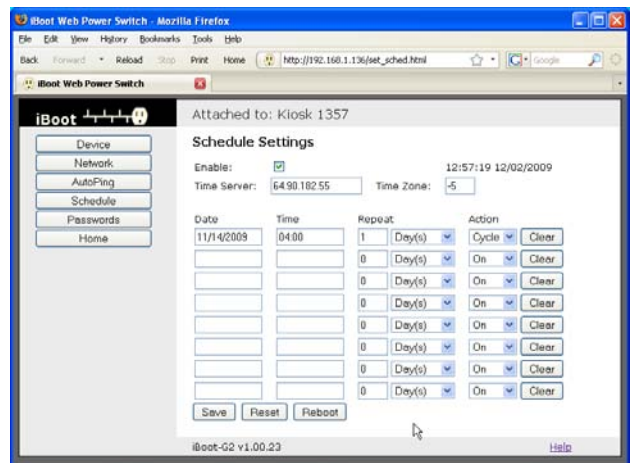 iBoot Web Power Switch - Mozilla Firefox
File Edit View History Bookmarks Tools Help
Back Forward Reload Stop Print Home http://192.168.1.136/set_sched.html Google
iBoot Web Power Switch
iBoot Attached to: Kiosk 1357
Device
Network
AutoPing
Schedule
Passwords
Home
Schedule Settings
Enable: 12:57:19 12/02/2009
Time Server: 64.90.182.55 Time Zone: -5
Date Time Repeat Action
11/14/2009 04:00 1 Day(s) Cycle Clear
0 Day(s) On Clear
0 Day(s) On Clear
0 Day(s) On Clear
0 Day(s) On Clear
0 Day(s) On Clear
0 Day(s) On Clear
0 Day(s) On Clear
Save Reset Reboot
iBoot-G2 v1.00.23 Help